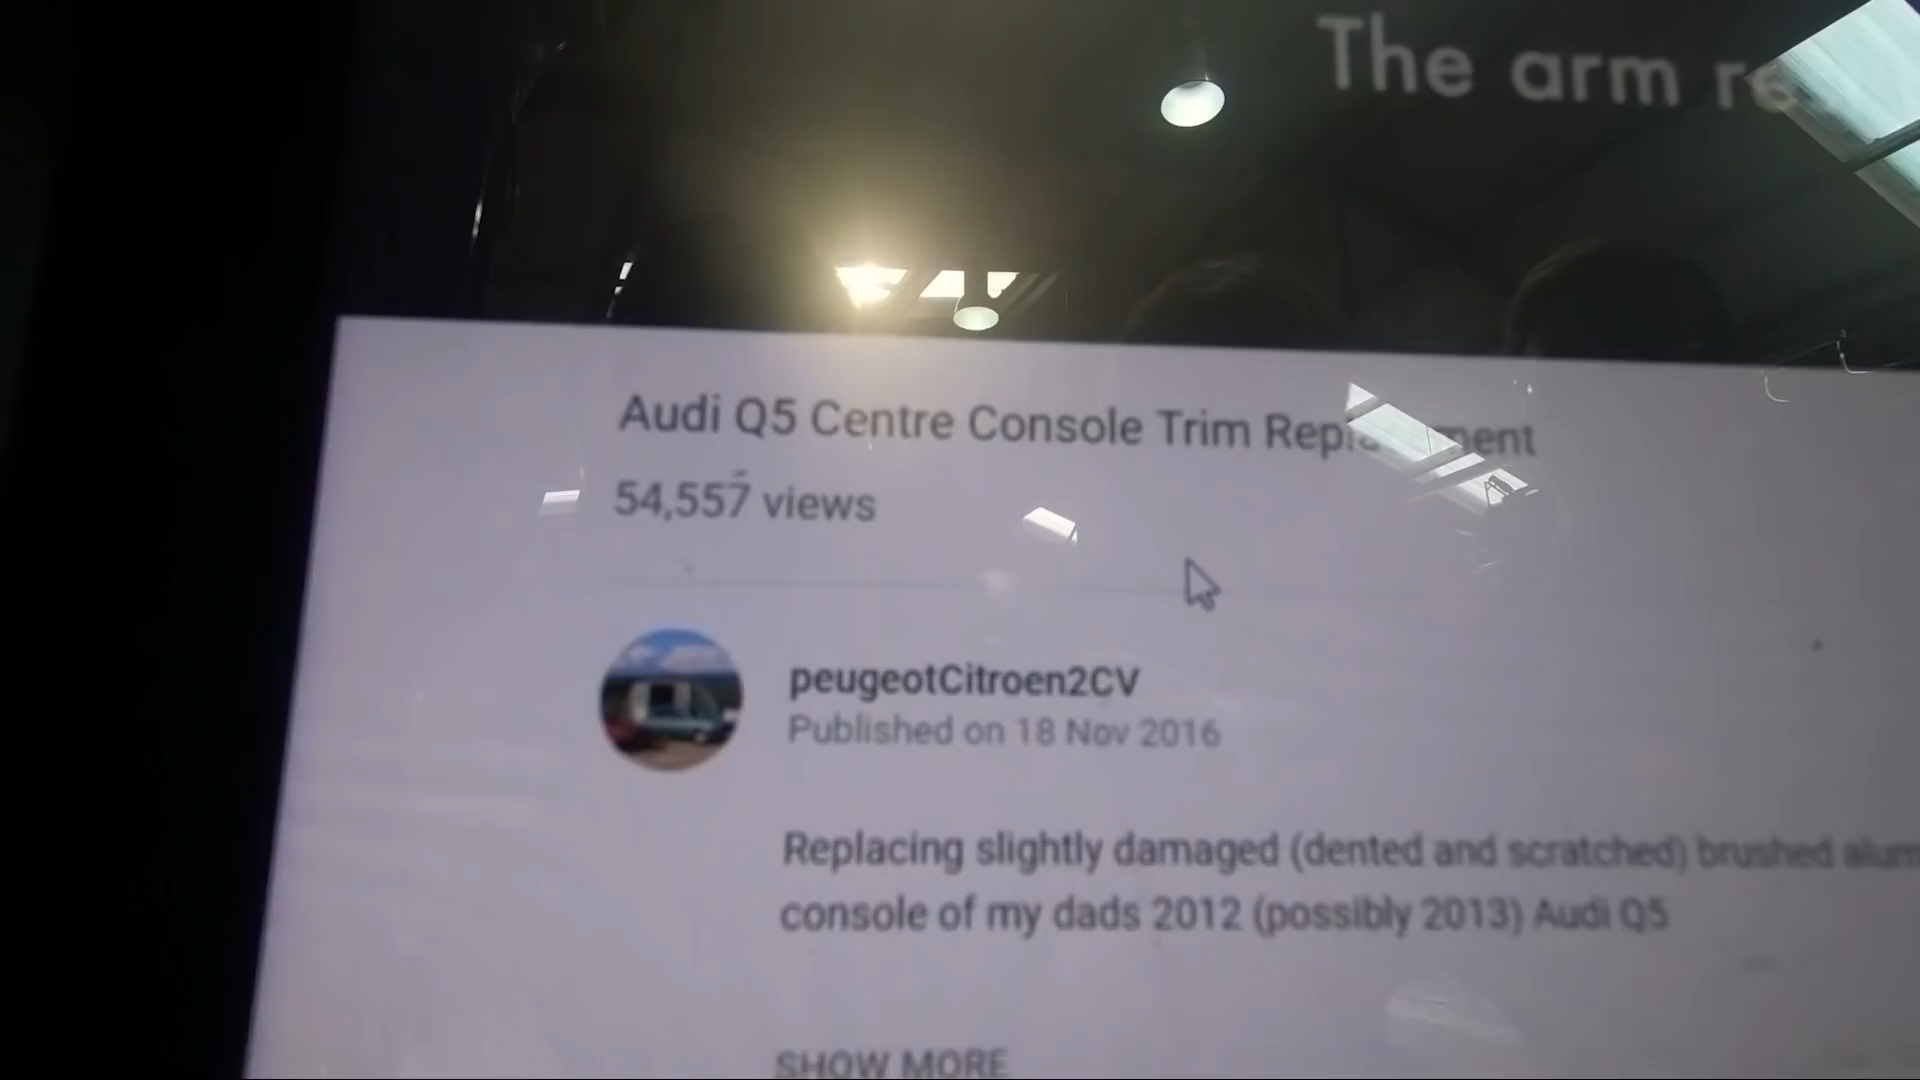 The arm
Audi Q5 Centre Console Trim Replacement
54,557 views
peugeotCitroen2CV
Published on 18 Nov 2016
Replacing slightly damaged (dented and scratched) brushed
console of my dads 2012 (possibly 2013) Audi Q5
SHOW MORE